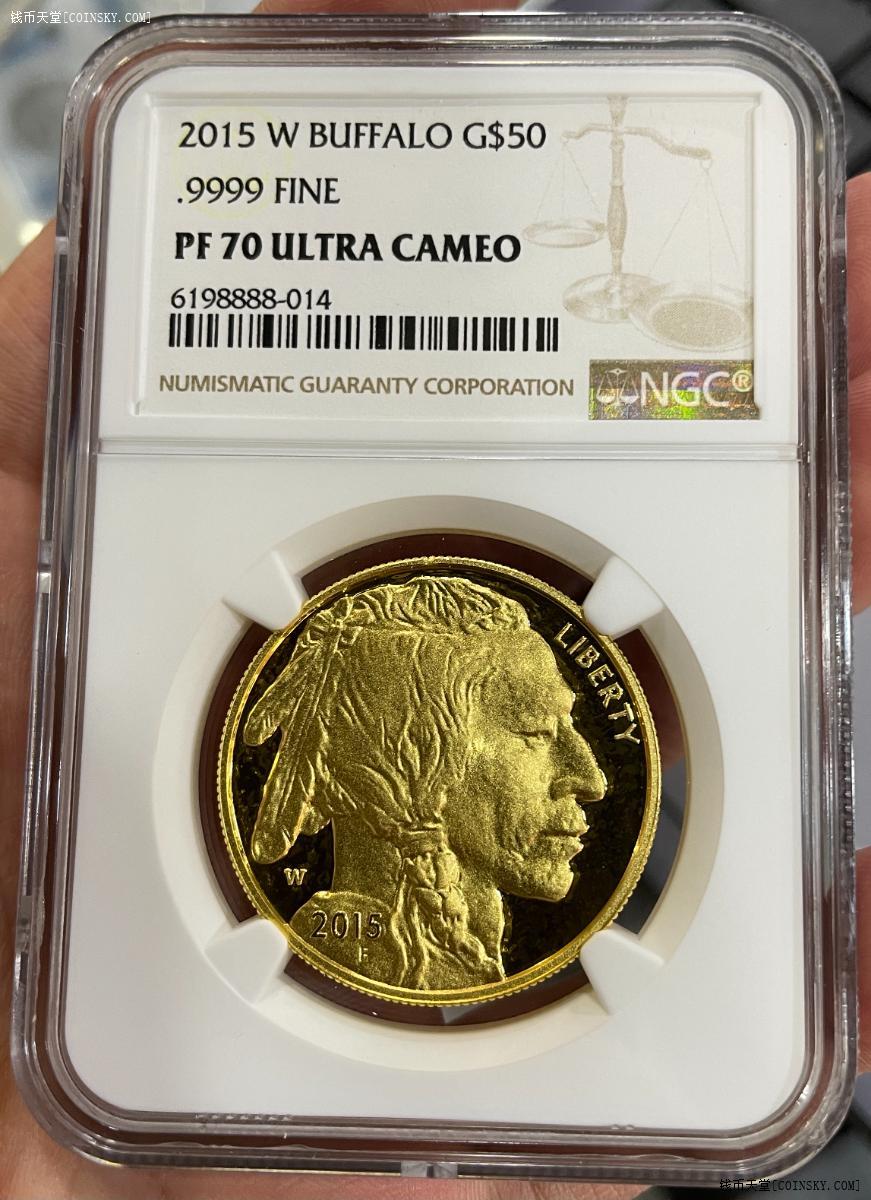 钱币天堂[COINSKY.COM]
2015 W BUFFALO G$50
.9999 FINE
PF 70 ULTRA CAMEO
6198888-014
NUMISMATIC GUARANTY CORPORATION
NGC®
LIBERTY
W
2015
F
钱币天堂[COINSKY.COM]